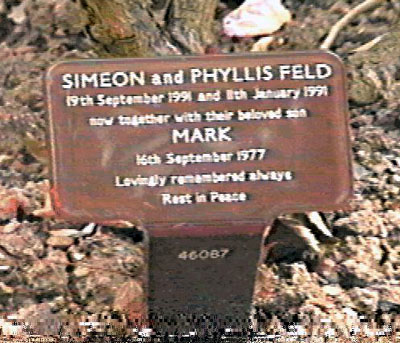 SIMEON and PHYLLIS FELD
19th September 1991 and 11th January 1991
now together with their beloved son
MARK
16th September 1977
Lovingly remembered always
Rest in Peace
46087